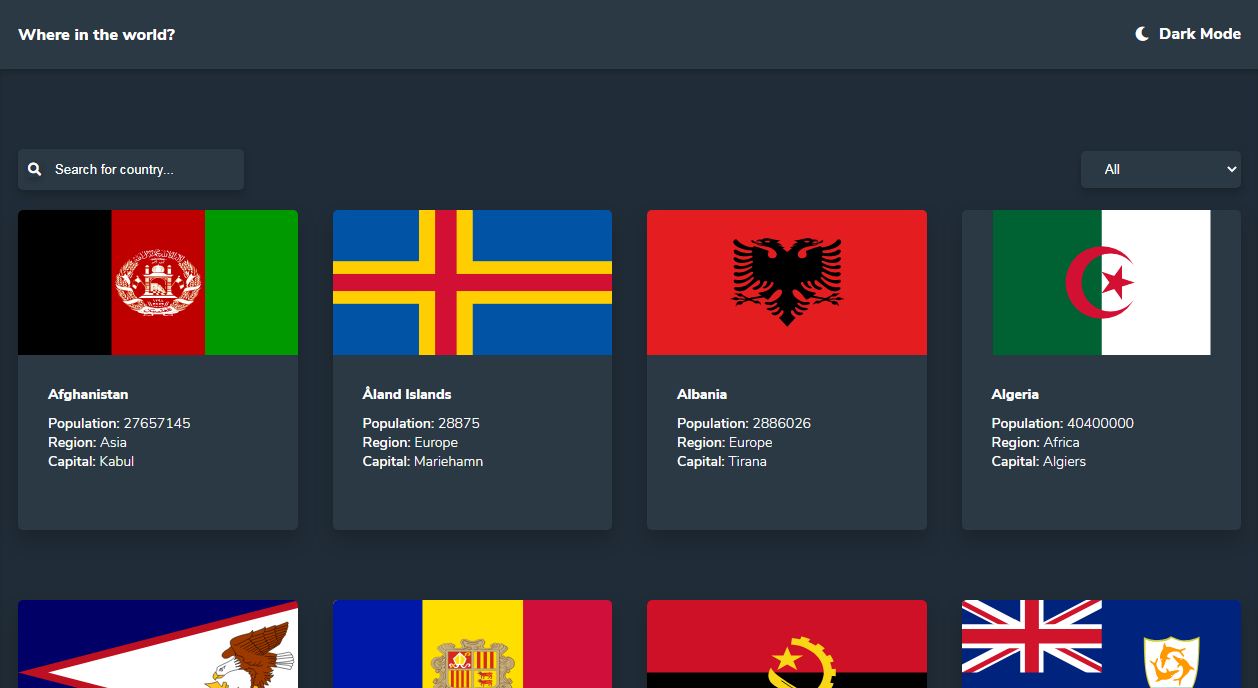 Where in the world?
Dark Mode
Search for country...
All
Afghanistan
Population: 27657145
Region: Asia
Capital: Kabul
Åland Islands
Population: 28875
Region: Europe
Capital: Mariehamn
Albania
Population: 2886026
Region: Europe
Capital: Tirana
Algeria
Population: 40400000
Region: Africa
Capital: Algiers